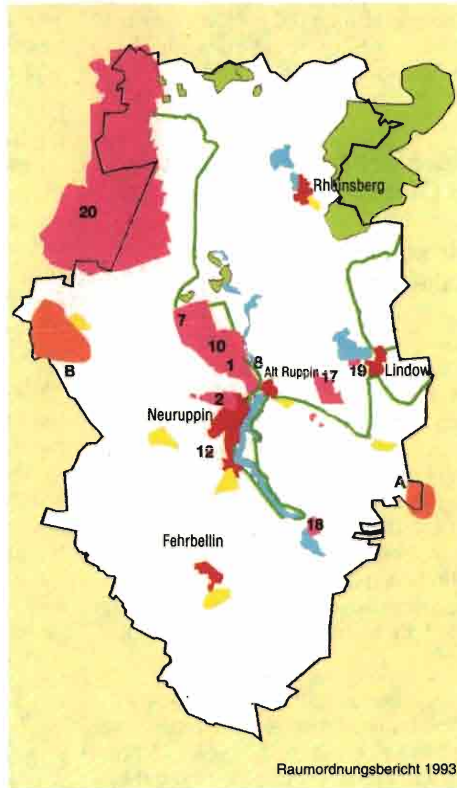 Rheinsberg
20
7
10
B
1
8
Alt Ruppin
17
19
Lindow
2
Neuruppin
12
A
18
Fehrbellin
Raumordnungsbericht 1993